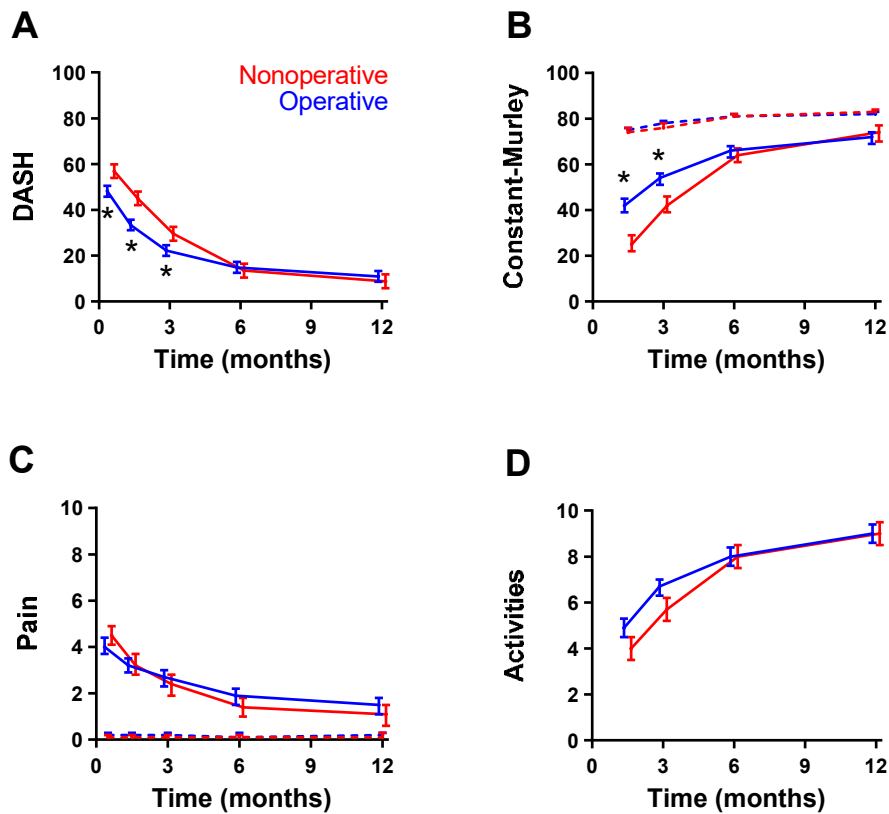 A
DASH
100
80
60
40
20
0
0 3 6 9 12
Time (months)
Nonoperative
Operative
*
*
*
B
Constant-Murley
100
80
60
40
20
0
0 3 6 9 12
Time (months)
*
*
C
Pain
10
8
6
4
2
0
0 3 6 9 12
Time (months)
D
Activities
10
8
6
4
2
0
0 3 6 9 12
Time (months)